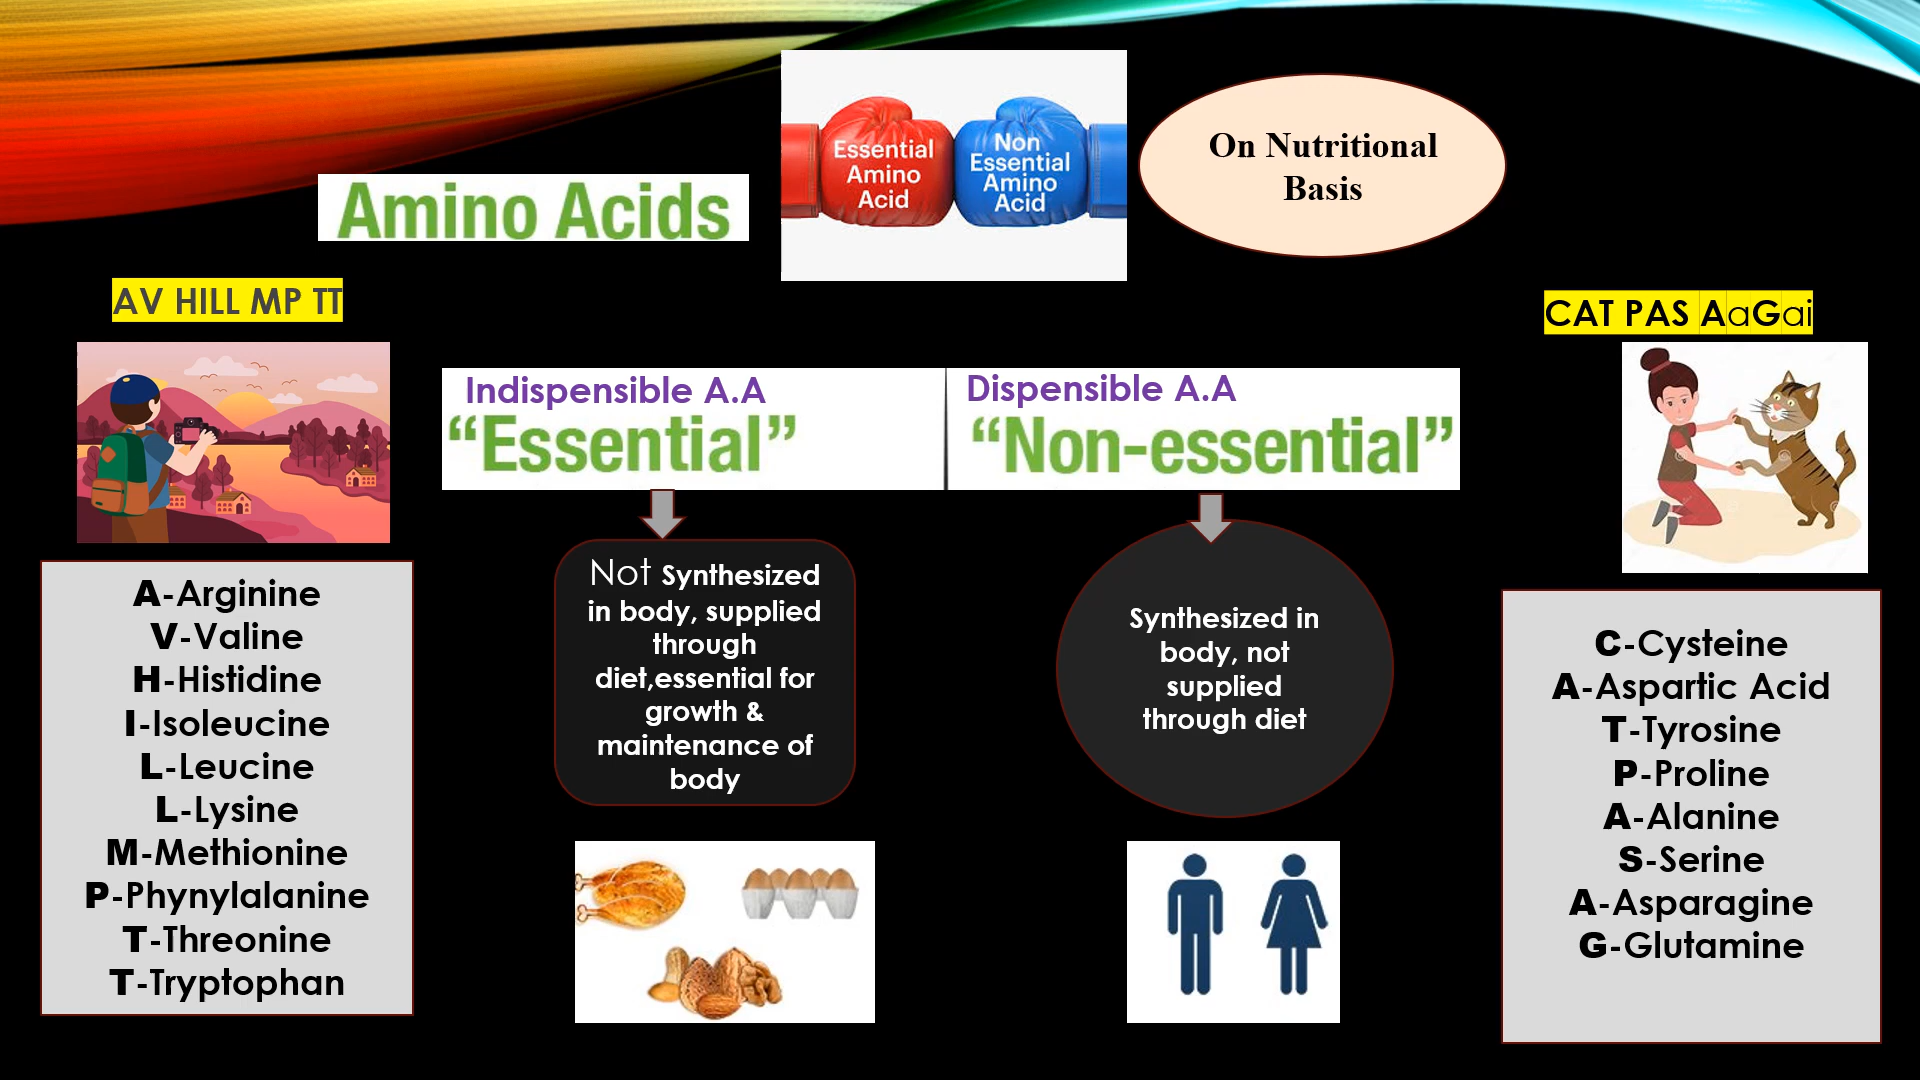 Essential
Amino
Acid
Non
Essential
Amino
Acid
On Nutritional
Basis
Amino Acids
AV HILL MP TT
CAT PAS AaGai
Indispensible A.A
“Essential”
Dispensible A.A
“Non-essential”
Not Synthesized
in body, supplied
through
diet,essential for
growth &
maintenance of
body
Synthesized in
body, not
supplied
through diet
A-Arginine
V-Valine
H-Histidine
I-Isoleucine
L-Leucine
L-Lysine
M-Methionine
P-Phynylalanine
T-Threonine
T-Tryptophan
C-Cysteine
A-Aspartic Acid
T-Tyrosine
P-Proline
A-Alanine
S-Serine
A-Asparagine
G-Glutamine